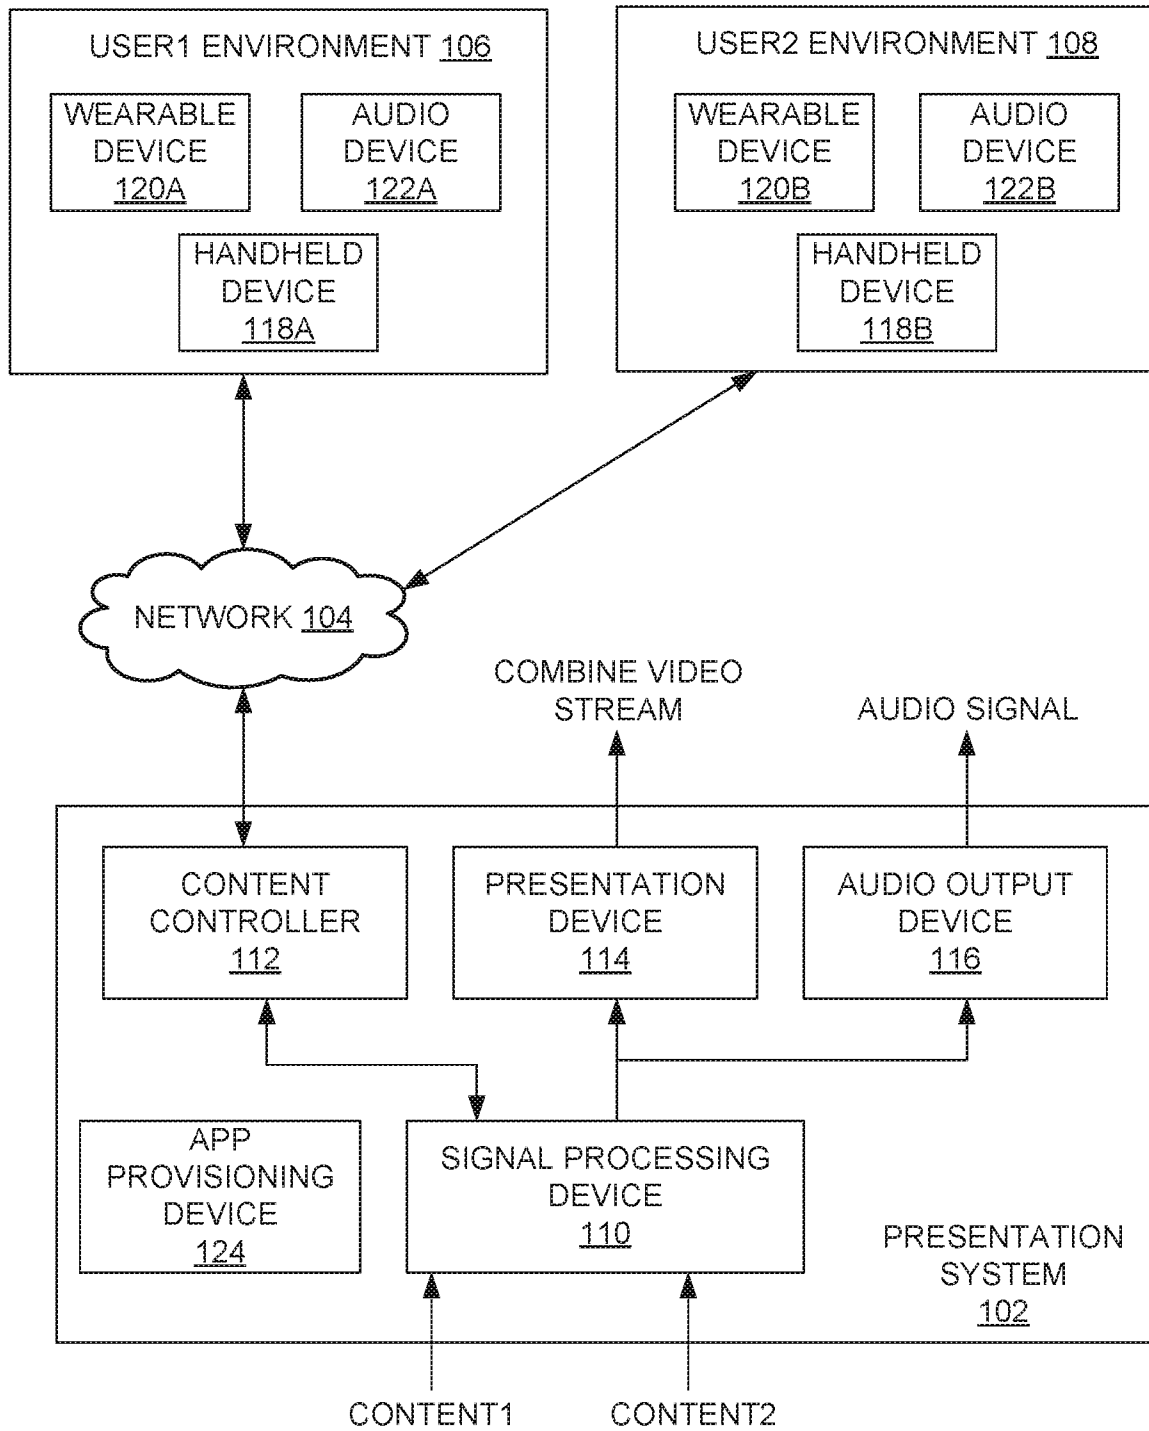 USER1 ENVIRONMENT 106
WEARABLE
DEVICE
120A
AUDIO
DEVICE
122A
HANDHELD
DEVICE
118A
USER2 ENVIRONMENT 108
WEARABLE
DEVICE
120B
AUDIO
DEVICE
122B
HANDHELD
DEVICE
118B
NETWORK 104
COMBINE VIDEO
STREAM
AUDIO SIGNAL
CONTENT
CONTROLLER
112
PRESENTATION
DEVICE
114
AUDIO OUTPUT
DEVICE
116
APP
PROVISIONING
DEVICE
124
SIGNAL PROCESSING
DEVICE
110
PRESENTATION
SYSTEM
102
CONTENT1
CONTENT2